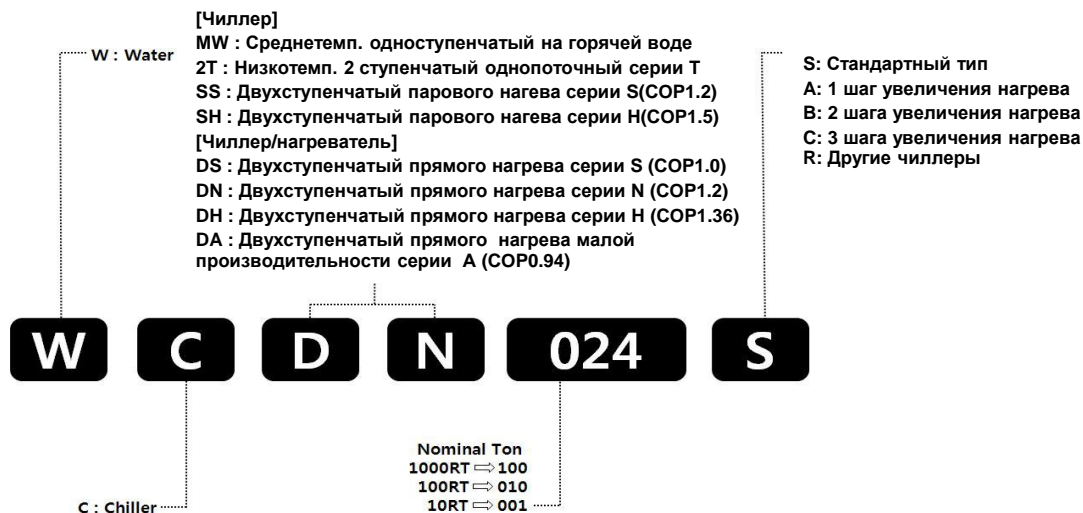 [Чиллер]
W : Water
MW : Среднетемп. одноступенчатый на горячей воде
2T : Низкотемп. 2 ступенчатый однопоточный серии T
SS : Двухступенчатый парового нагева серии S(COP1.2)
SH : Двухступенчатый парового нагева серии H(COP1.5)
[Чиллер/нагреватель]
DS : Двухступенчатый прямого нагрева серии S (COP1.0)
DN : Двухступенчатый прямого нагрева серии N (COP1.2)
DH : Двухступенчатый прямого нагрева серии H (COP1.36)
DA : Двухступенчатый прямого нагрева малой
производительности серии A (COP0.94)
S: Стандартный тип
A: 1 шаг увеличения нагрева
B: 2 шага увеличения нагрева
C: 3 шага увеличения нагрева
R: Другие чиллеры
W C D N 024 S
Nominal Ton
1000RT ⇨ 100
100RT ⇨ 010
10RT ⇨ 001
C : Chiller